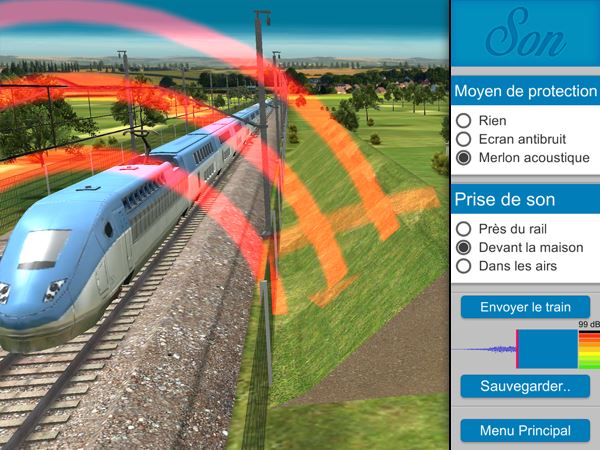 Son
Moyen de protection
Rien
Ecran antibruit
Merlon acoustique
Prise de son
Près du rail
Devant la maison
Dans les airs
Envoyer le train
99 dB
Sauvegarder..
Menu Principal